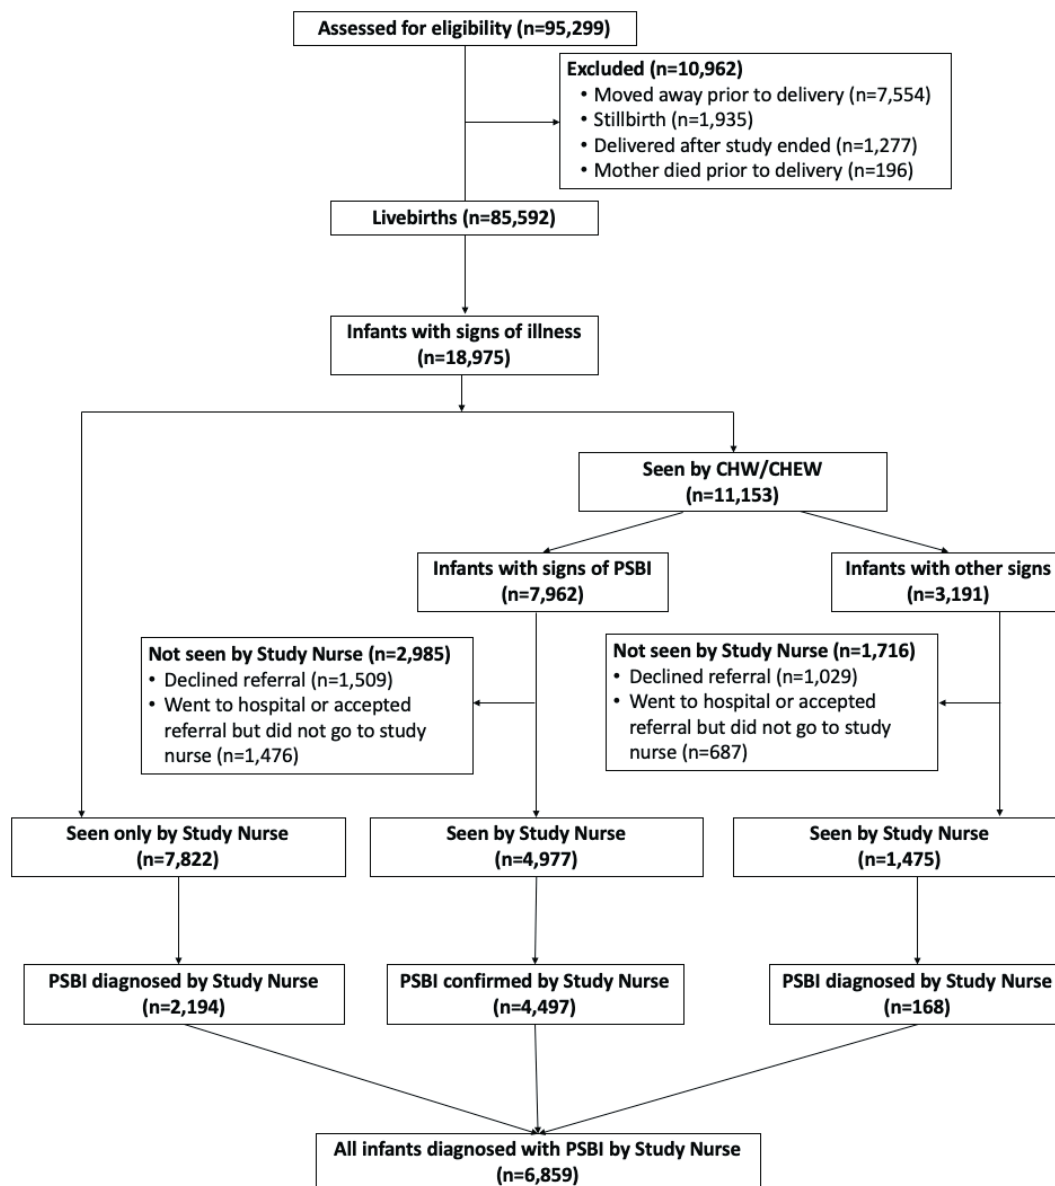 Assessed for eligibility (n=95,299)
Excluded (n=10,962)
• Moved away prior to delivery (n=7,554)
• Stillbirth (n=1,935)
• Delivered after study ended (n=1,277)
• Mother died prior to delivery (n=196)
Livebirths (n=85,592)
Infants with signs of illness
(n=18,975)
Seen by CHW/CHEW
(n=11,153)
Infants with signs of PSBI
(n=7,962)
Infants with other signs
(n=3,191)
Not seen by Study Nurse (n=2,985)
• Declined referral (n=1,509)
• Went to hospital or accepted
referral but did not go to study
nurse (n=1,476)
Not seen by Study Nurse (n=1,716)
• Declined referral (n=1,029)
• Went to hospital or accepted
referral but did not go to study
nurse (n=687)
Seen only by Study Nurse
(n=7,822)
Seen by Study Nurse
(n=4,977)
Seen by Study Nurse
(n=1,475)
PSBI diagnosed by Study Nurse
(n=2,194)
PSBI confirmed by Study Nurse
(n=4,497)
PSBI diagnosed by Study Nurse
(n=168)
All infants diagnosed with PSBI by Study Nurse
(n=6,859)